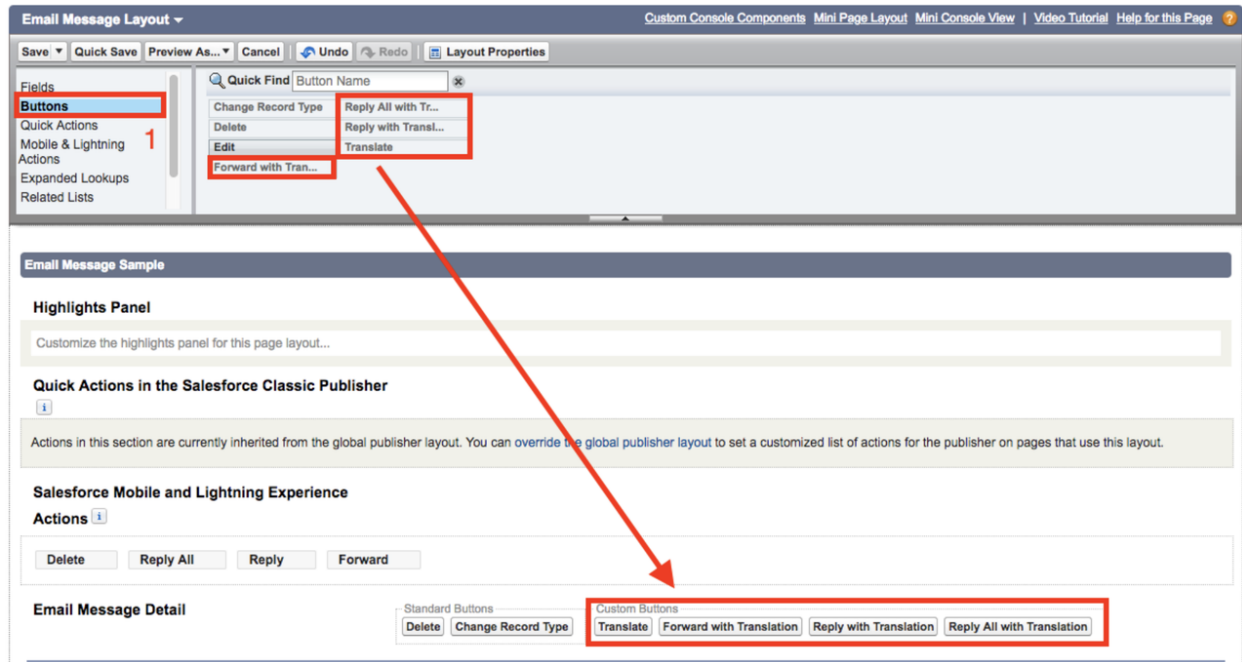 Email Message Layout
Custom Console Components Mini Page Layout Mini Console View | Video Tutorial Help for this Page ?
Save Quick Save Preview As... Cancel Undo Redo Layout Properties
Fields
Buttons
Quick Actions
Mobile & Lightning
Actions
Expanded Lookups
Related Lists
1
Quick Find Button Name
Change Record Type Reply All with Tr...
Delete Reply with Transl...
Edit Translate
Forward with Tran...
Email Message Sample
Highlights Panel
Customize the highlights panel for this page layout...
Quick Actions in the Salesforce Classic Publisher
i
Actions in this section are currently inherited from the global publisher layout. You can override the global publisher layout to set a customized list of actions for the publisher on pages that use this layout.
Salesforce Mobile and Lightning Experience
Actions i
Delete Reply All Reply Forward
Email Message Detail
Standard Buttons
Delete Change Record Type
Custom Buttons
Translate Forward with Translation Reply with Translation Reply All with Translation